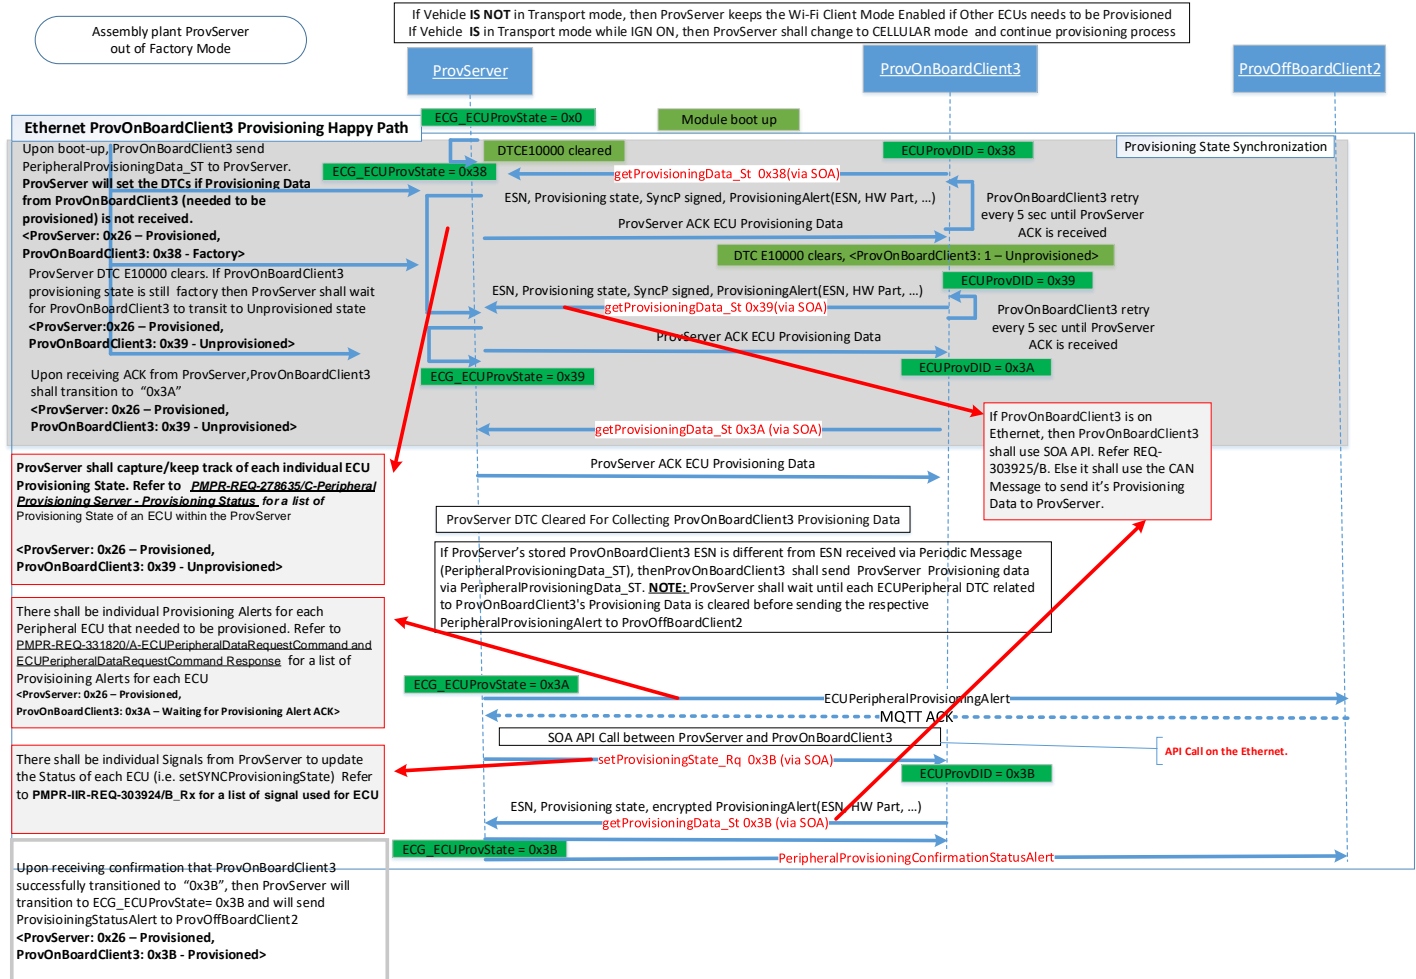 If Vehicle IS NOT in Transport mode, then ProvServer keeps the Wi-Fi Client Mode Enabled if Other ECUs needs to be Provisioned
If Vehicle IS in Transport mode while IGN ON, then ProvServer shall change to CELLULAR mode and continue provisioning process
Assembly plant ProvServer
out of Factory Mode
ProvServer
ProvOnBoardClient3
ProvOffBoardClient2
ECG_ECUProvState = 0x0
Module boot up
Ethernet ProvOnBoardClient3 Provisioning Happy Path
Upon boot-up, ProvOnBoardClient3 send
PeripheralProvisioningData_ST to ProvServer.
ProvServer will set the DTCs if Provisioning Data
from ProvOnBoardClient3 (needed to be
provisioned) is not received.
<ProvServer: 0x26 – Provisioned,
ProvOnBoardClient3: 0x38 - Factory>
DTCE10000 cleared
ECUProvDID = 0x38
Provisioning State Synchronization
ECG_ECUProvState = 0x38
getProvisioningData_St 0x38(via SOA)
ESN, Provisioning state, SyncP signed, ProvisioningAlert(ESN, HW Part, ...)
ProvOnBoardClient3 retry
every 5 sec until ProvServer
ACK is received
ProvServer ACK ECU Provisioning Data
DTC E10000 clears, <ProvOnBoardClient3: 1 – Unprovisioned>
ProvServer DTC E10000 clears. If ProvOnBoardClient3
provisioning state is still factory then ProvServer shall wait
for ProvOnBoardClient3 to transit to Unprovisioned state
<ProvServer:0x26 – Provisioned,
ProvOnBoardClient3: 0x39 - Unprovisioned>
ECUProvDID = 0x39
ESN, Provisioning state, SyncP signed, ProvisioningAlert(ESN, HW Part, ...)
getProvisioningData_St 0x39(via SOA)
ProvOnBoardClient3 retry
every 5 sec until ProvServer
ACK is received
ProvServer ACK ECU Provisioning Data
ECUProvDID = 0x3A
ECG_ECUProvState = 0x39
Upon receiving ACK from ProvServer,ProvOnBoardClient3
shall transition to “0x3A”
<ProvServer: 0x26 – Provisioned,
ProvOnBoardClient3: 0x39 - Unprovisioned>
getProvisioningData_St 0x3A (via SOA)
If ProvOnBoardClient3 is on
Ethernet, then ProvOnBoardClient3
shall use SOA API. Refer REQ-
303925/B. Else it shall use the CAN
Message to send it’s Provisioning
Data to ProvServer.
ProvServer ACK ECU Provisioning Data
ProvServer shall capture/keep track of each individual ECU
Provisioning State. Refer to PMPR-REQ-278635/C-Peripheral
Provisioning Server - Provisioning Status for a list of
Provisioning State of an ECU within the ProvServer
<ProvServer: 0x26 – Provisioned,
ProvOnBoardClient3: 0x39 - Unprovisioned>
ProvServer DTC Cleared For Collecting ProvOnBoardClient3 Provisioning Data
If ProvServer’s stored ProvOnBoardClient3 ESN is different from ESN received via Periodic Message
(PeripheralProvisioningData_ST), thenProvOnBoardClient3 shall send ProvServer Provisioning data
via PeripheralProvisioningData_ST. NOTE: ProvServer shall wait until each ECUPeripheral DTC related
to ProvOnBoardClient3's Provisioning Data is cleared before sending the respective
PeripheralProvisioningAlert to ProvOffBoardClient2
There shall be individual Provisioning Alerts for each
Peripheral ECU that needed to be provisioned. Refer to
PMPR-REQ-331820/A-ECUPeripheralDataRequestCommand and
ECUPeripheralDataRequestCommand Response for a list of
Provisioining Alerts for each ECU
<ProvServer: 0x26 – Provisioned,
ProvOnBoardClient3: 0x3A – Waiting for Provisioning Alert ACK>
ECG_ECUProvState = 0x3A
ECUPeripheralProvisioningAlert
MQTT ACK
SOA API Call between ProvServer and ProvOnBoardClient3
API Call on the Ethernet.
There shall be individual Signals from ProvServer to update
the Status of each ECU (i.e. setSYNCProvisioningState) Refer
to PMPR-IIR-REQ-303924/B_Rx for a list of signal used for ECU
setProvisioningState_Rq 0x3B (via SOA)
ECUProvDID = 0x3B
ESN, Provisioning state, encrypted ProvisioningAlert(ESN, HW Part, ...)
getProvisioningData_St 0x3B (via SOA)
ECG_ECUProvState = 0x3B
PeripheralProvisioningConfirmationStatusAlert
Upon receiving confirmation that ProvOnBoardClient3
successfully transitioned to “0x3B”, then ProvServer will
transition to ECG_ECUProvState= 0x3B and will send
ProvisioiningStatusAlert to ProvOffBoardClient2
<ProvServer: 0x26 – Provisioned,
ProvOnBoardClient3: 0x3B - Provisioned>